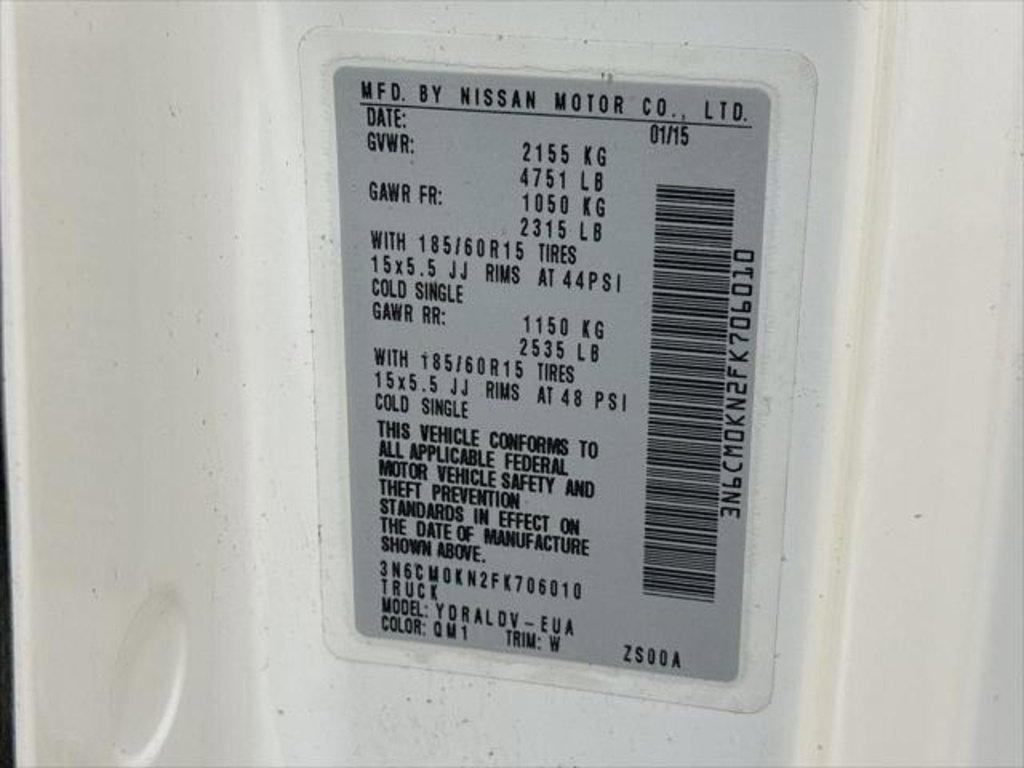 MFD. BY NISSAN MOTOR CO., LTD.
DATE: 01/15
GVWR: 2155 KG
4751 LB
GAWR FR: 1050 KG
2315 LB
WITH 185/60R15 TIRES
15x5.5 JJ RIMS AT 44PSI
COLD SINGLE
GAWR RR: 1150 KG
2535 LB
WITH 185/60R15 TIRES
15x5.5 JJ RIMS AT 48 PSI
COLD SINGLE
THIS VEHICLE CONFORMS TO
ALL APPLICABLE FEDERAL
MOTOR VEHICLE SAFETY AND
THEFT PREVENTION
STANDARDS IN EFFECT ON
THE DATE OF MANUFACTURE
SHOWN ABOVE.
3N6CM0KN2FK706010
TRUCK
MODEL: YDRALDV-EUA
COLOR: QM1 TRIM: W ZS00A
3N6CM0KN2FK706010